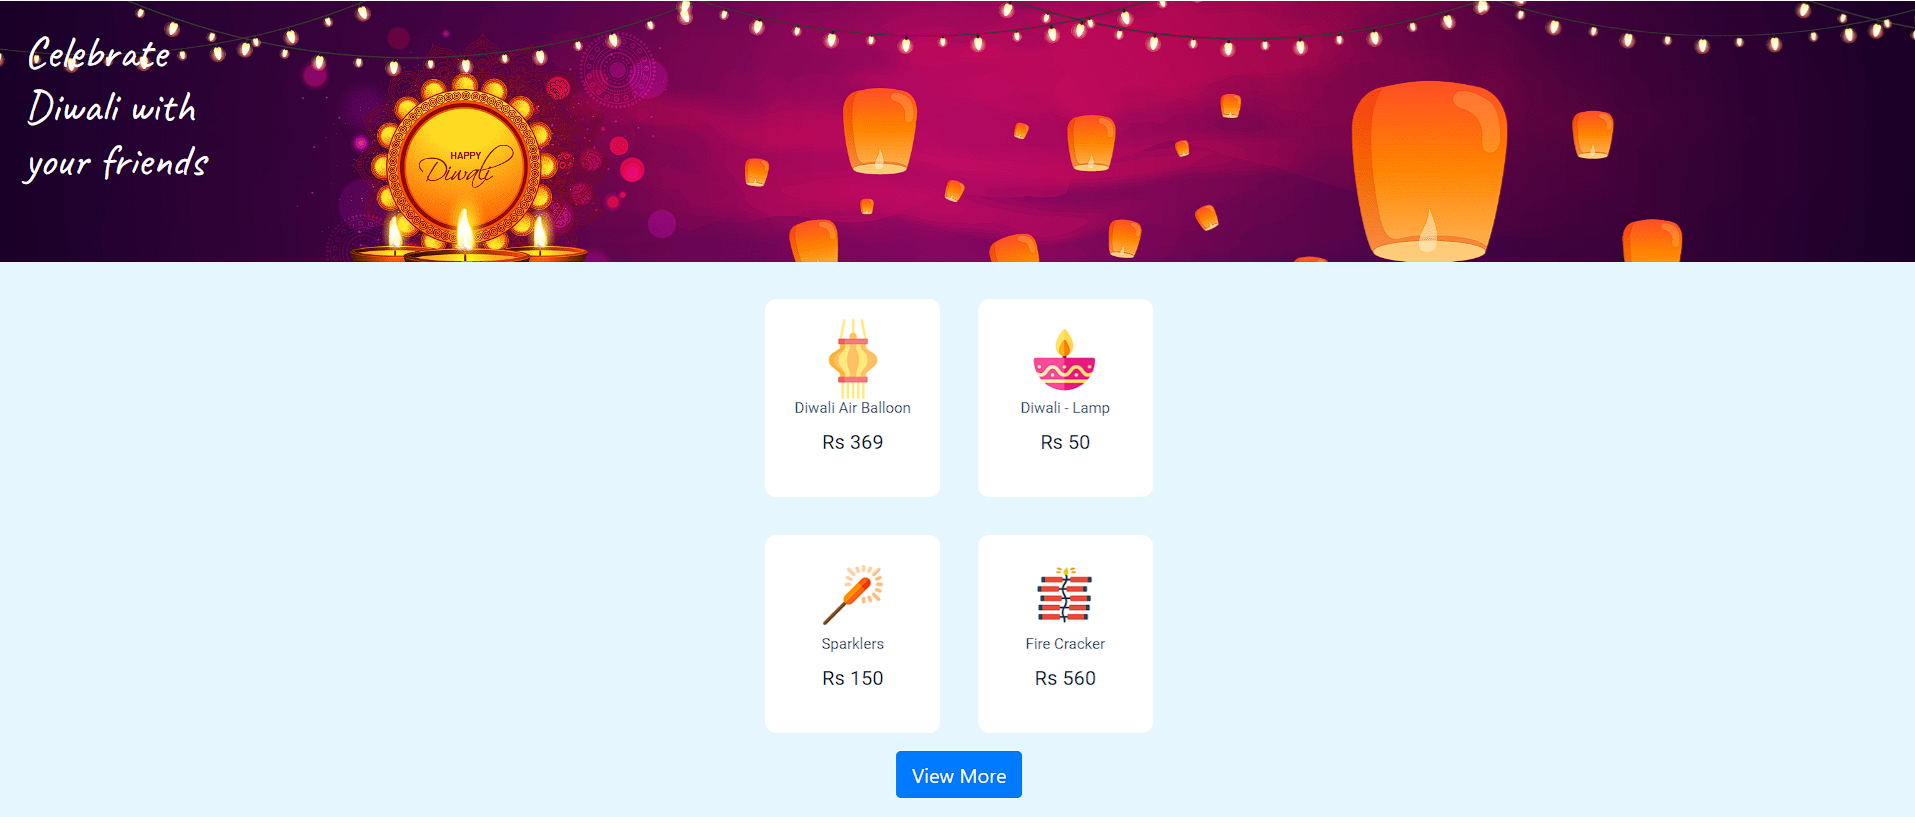 Celebrate
Diwali with
your friends
HAPPY
Diwali
Diwali Air Balloon
Rs 369
Diwali - Lamp
Rs 50
Sparklers
Rs 150
Fire Cracker
Rs 560
View More